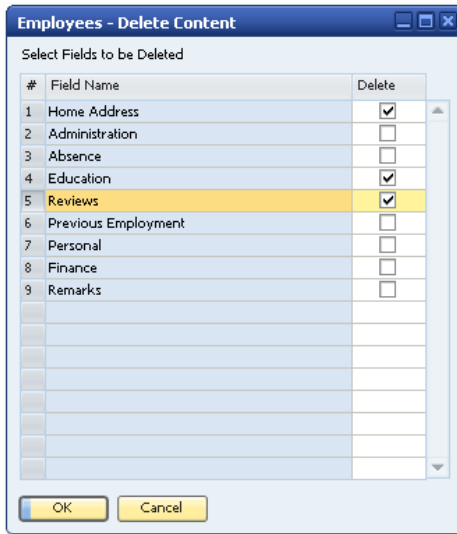 Employees - Delete Content
Select Fields to be Deleted
# Field Name Delete
1 Home Address
2 Administration
3 Absence
4 Education
5 Reviews
6 Previous Employment
7 Personal
8 Finance
9 Remarks
OK Cancel